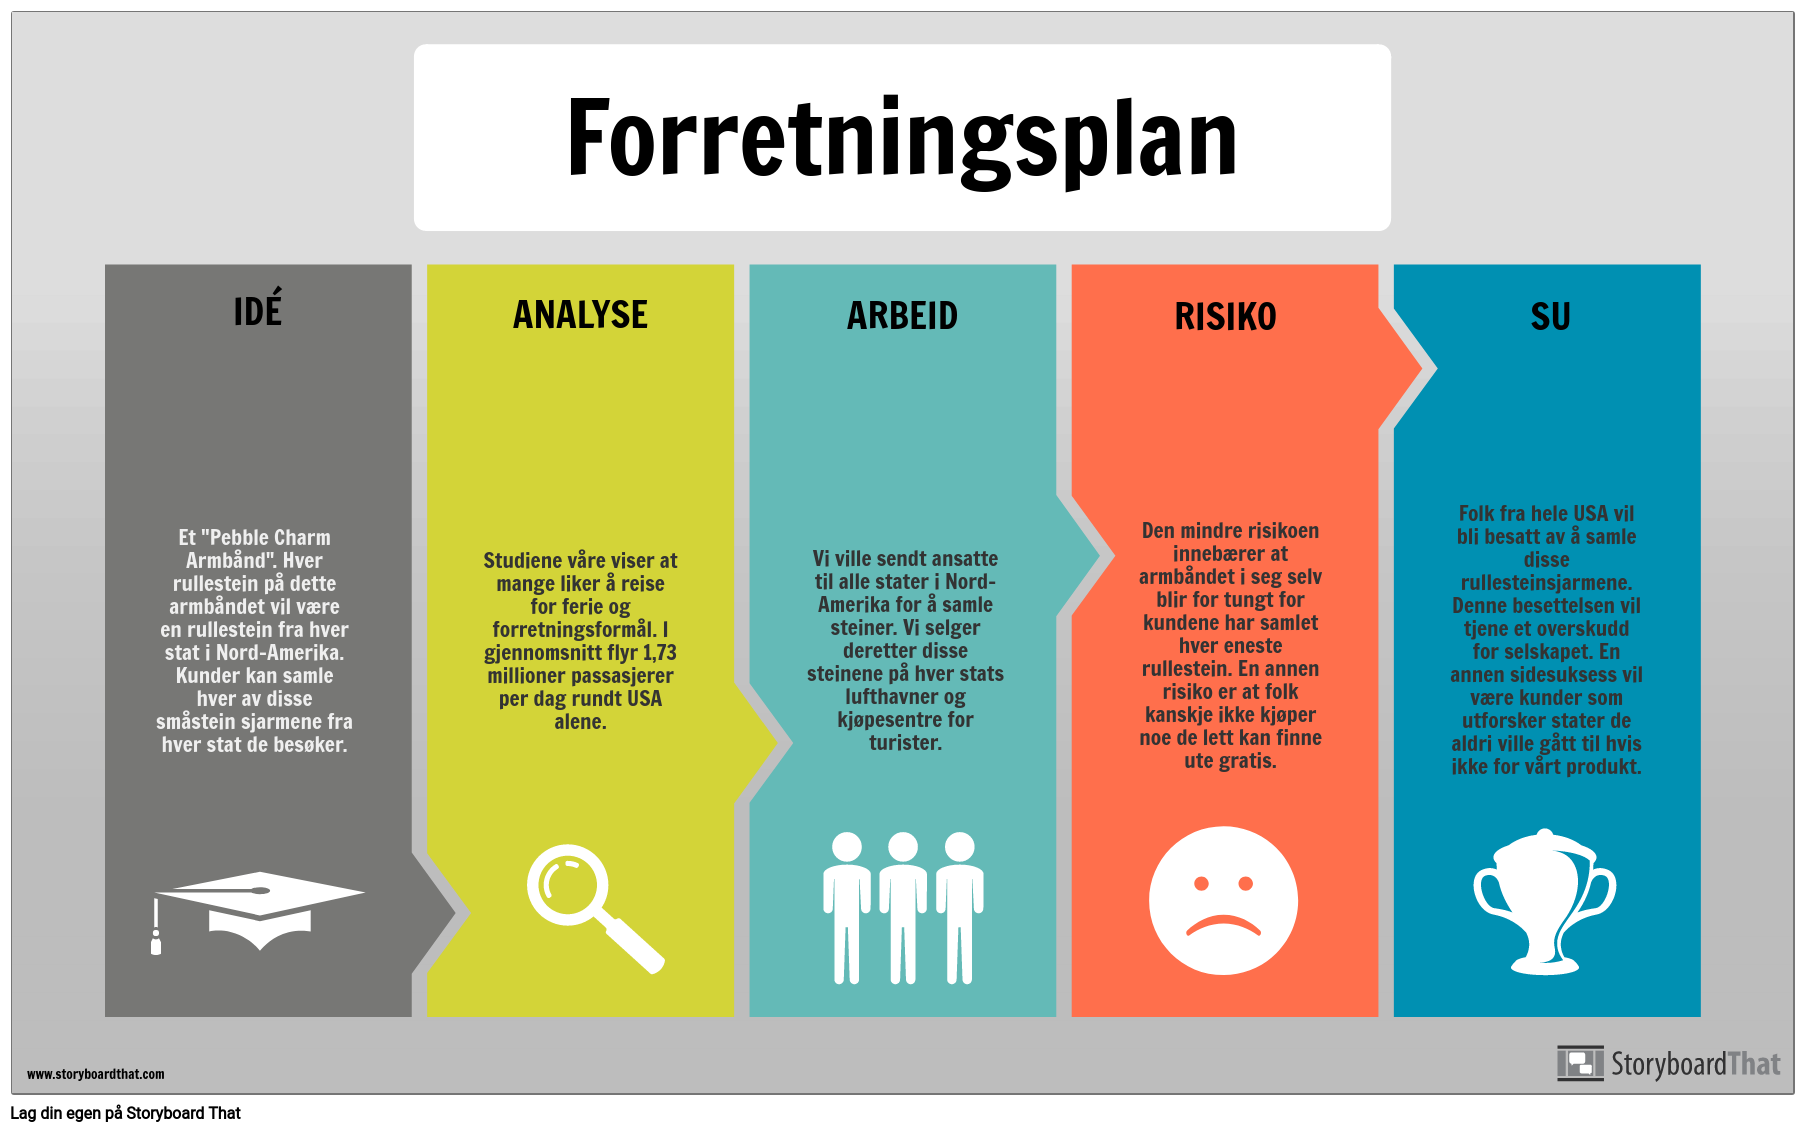 Forretningsplan
IDÉ
Et "Pebble Charm
Armbånd". Hver
rullestein på dette
armbåndet vil være
en rullestein fra hver
stat i Nord-Amerika.
Kunder kan samle
hver av disse
småstein sjarmene fra
hver stat de besøker.
ANALYSE
Studiene våre viser at
mange liker å reise
for ferie og
forretningsformål. I
gjennomsnitt flyr 1,73
millioner passasjerer
per dag rundt USA
alene.
ARBEID
Vi ville sendt ansatte
til alle stater i Nord-
Amerika for å samle
steiner. Vi selger
deretter disse
steinene på hver stats
lufthavner og
kjøpesentre for
turister.
RISIKO
Den mindre risikoen
innebærer at
armbåndet i seg selv
blir for tungt for
kundene har samlet
hver eneste
rullestein. En annen
risiko er at folk
kanskje ikke kjøper
noe de lett kan finne
ute gratis.
SU
Folk fra hele USA vil
bli besatt av å samle
disse
rullesteinsjarmene.
Denne besettelsen vil
tjene et overskudd
for selskapet. En
annen sidesuksess vil
være kunder som
utforsker stater de
aldri ville gått til hvis
ikke for vårt produkt.
www.storyboardthat.com
StoryboardThat
Lag din egen på Storyboard That